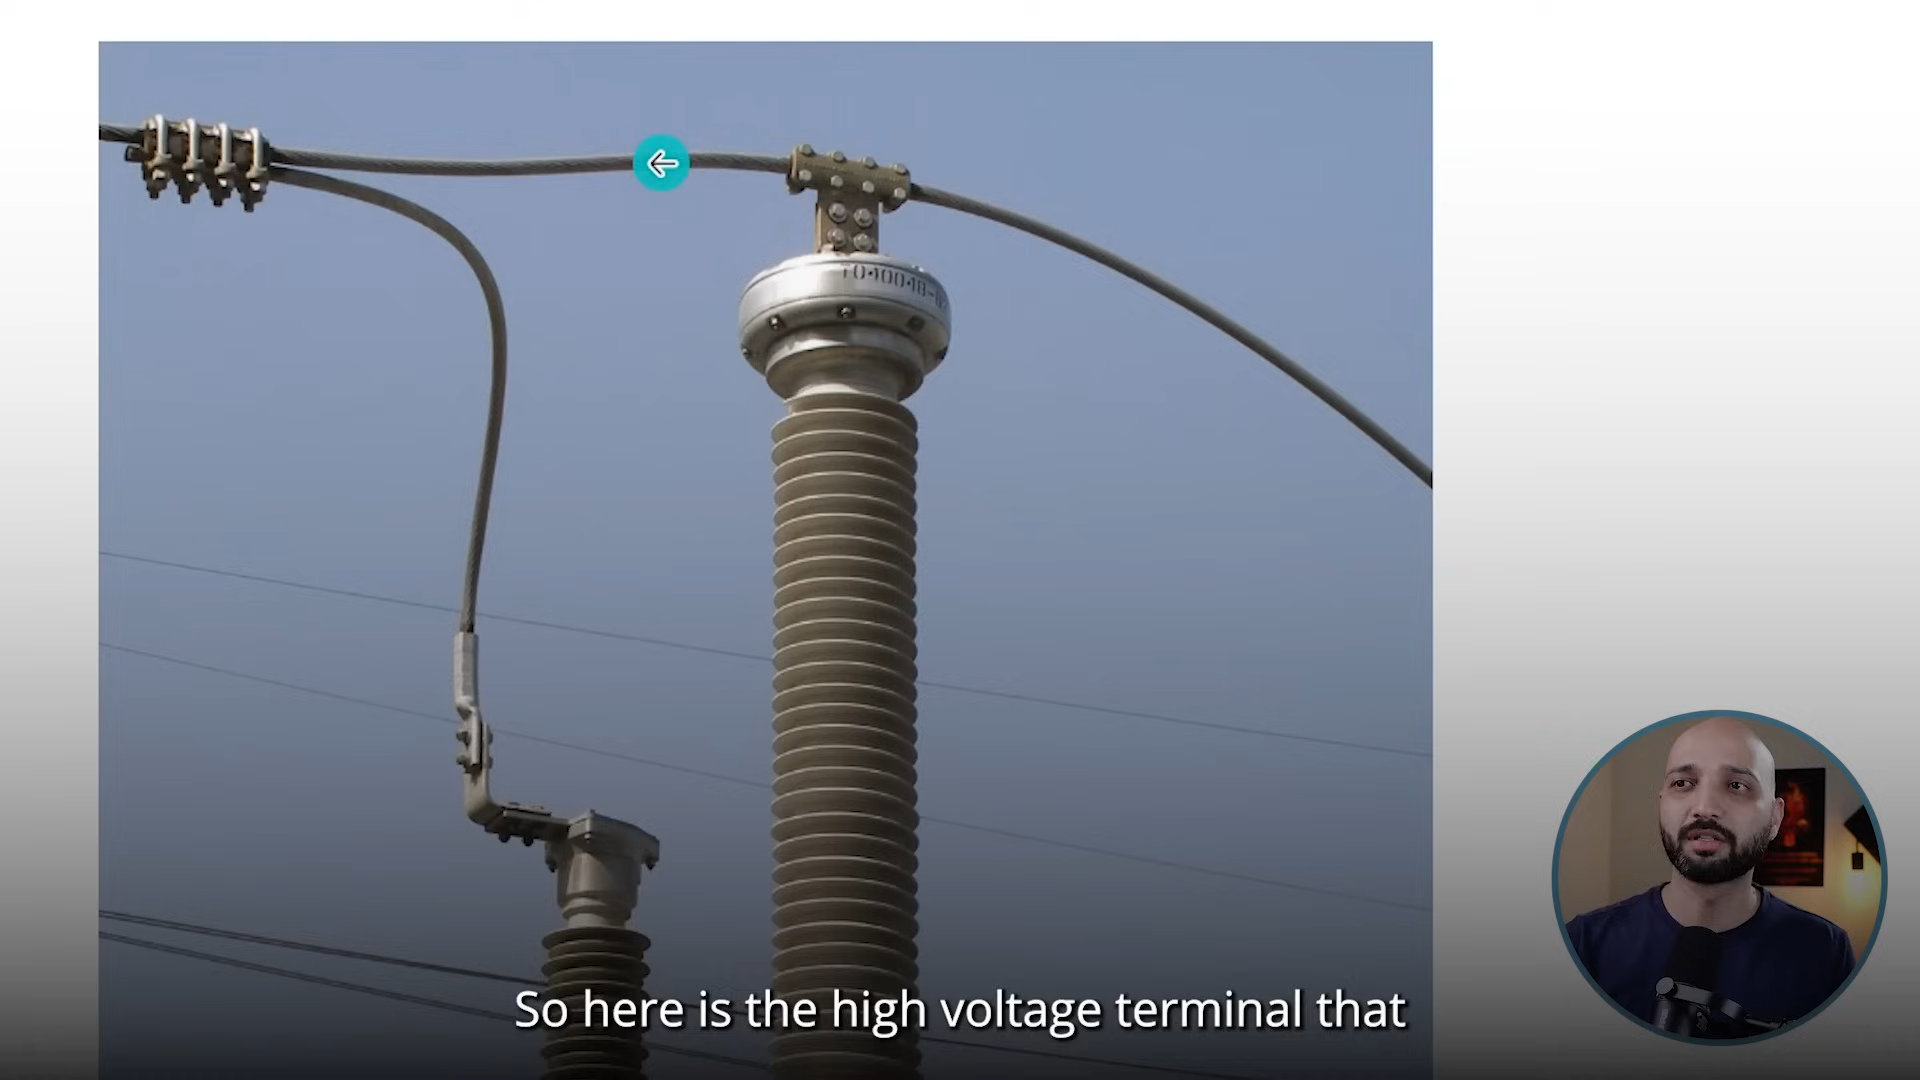 So here is the high voltage terminal that